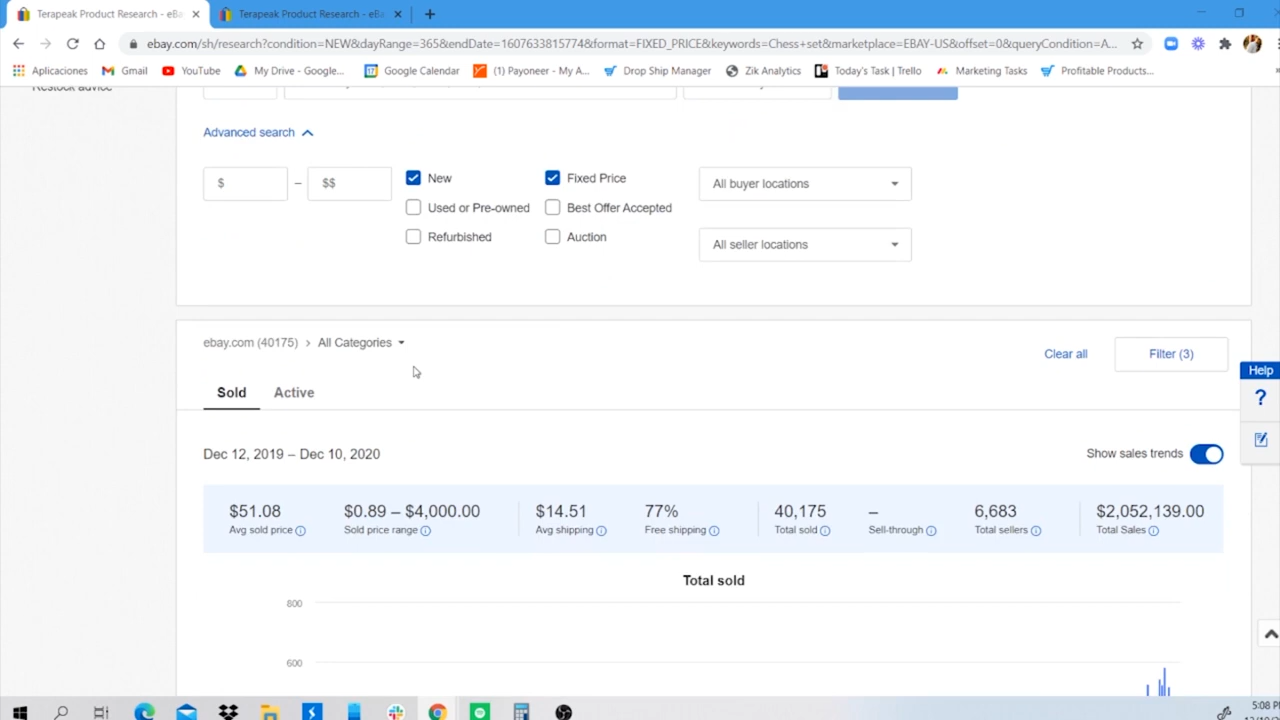 Terapeak Product Research - eBa
Terapeak Product Research - eBa
ebay.com/sh/research?condition=NEW&dayRange=365&endDate=1607633815774&format=FIXED_PRICE&keywords=Chess+set&marketplace=EBAY-US&offset=0&queryCondition=A...
Aplicaciones
Gmail
YouTube
My Drive - Google...
Google Calendar
(1) Payoneer - My A...
Drop Ship Manager
Zik Analytics
Today's Task | Trello
Marketing Tasks
Profitable Products...
Restock advice
Advanced search
$ – $$
New
Fixed Price
All buyer locations
Used or Pre-owned
Best Offer Accepted
Refurbished
Auction
All seller locations
ebay.com (40175) > All Categories
Clear all
Filter (3)
Help
?
Sold
Active
Dec 12, 2019 – Dec 10, 2020
Show sales trends
$51.08
$0.89 – $4,000.00
$14.51
77%
40,175
–
6,683
$2,052,139.00
Avg sold price
Sold price range
Avg shipping
Free shipping
Total sold
Sell-through
Total sellers
Total Sales
Total sold
800
600
5:08 P